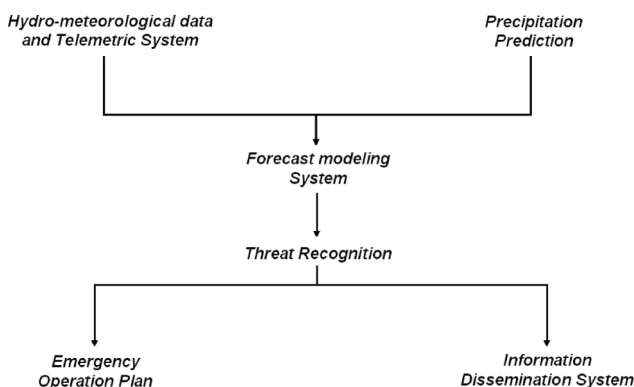 Hydro-meteorological data
and Telemetric System
Precipitation
Prediction
Forecast modeling
System
Threat Recognition
Emergency
Operation Plan
Information
Dissemination System